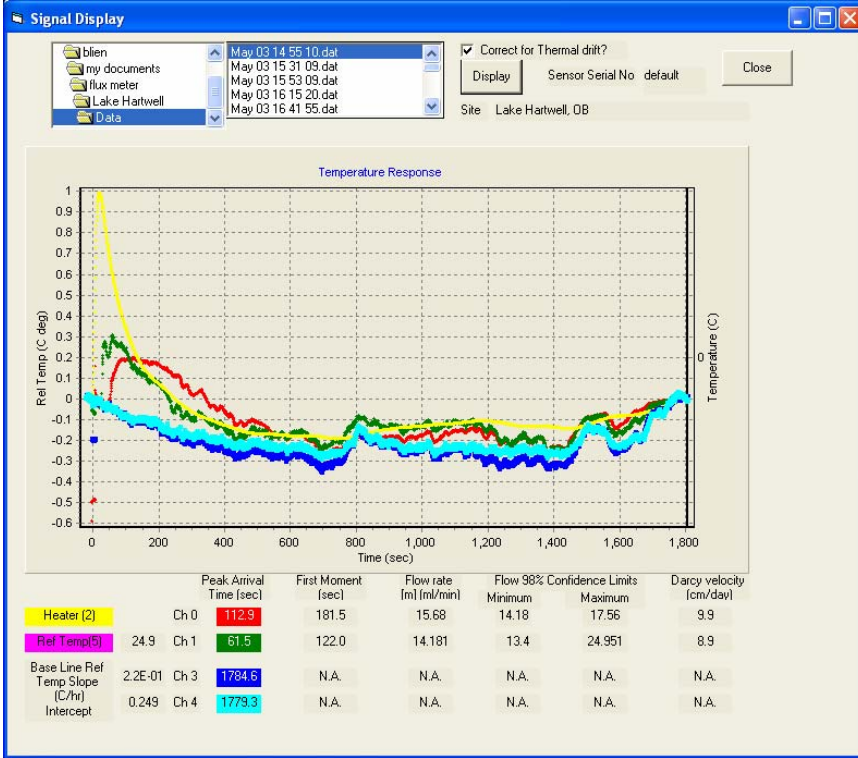 Signal Display
blien
my documents
flux meter
Lake Hartwell
Data
May 03 14 55 10.dat
May 03 15 31 09.dat
May 03 15 53 09.dat
May 03 16 15 20.dat
May 03 16 41 55.dat
Correct for Thermal drift?
Display
Sensor Serial No default
Close
Site Lake Hartwell, OB
Temperature Response
1
0.9
0.8
0.7
0.6
0.5
0.4
0.3
0.2
0.1
0
-0.1
-0.2
-0.3
-0.4
-0.5
-0.6
Rel Temp (C deg)
0
Temperature (C)
0 200 400 600 800 1,000 1,200 1,400 1,600 1,800
Time (sec)
Peak Arrival First Moment Flow rate Flow 98% Confidence Limits Darcy velocity
Time (sec) (sec) [m] (ml/min) Minimum Maximum (cm/day)
Heater (2) Ch 0 112.9 181.5 15.68 14.18 17.56 9.9
Ref Temp(5) 24.9 Ch 1 61.5 122.0 14.181 13.4 24.951 8.9
Base Line Ref
Temp Slope 2.2E-01 Ch 3 1784.6 N.A. N.A. N.A. N.A. N.A.
(C/hr)
Intercept 0.249 Ch 4 1779.3 N.A. N.A. N.A. N.A. N.A.